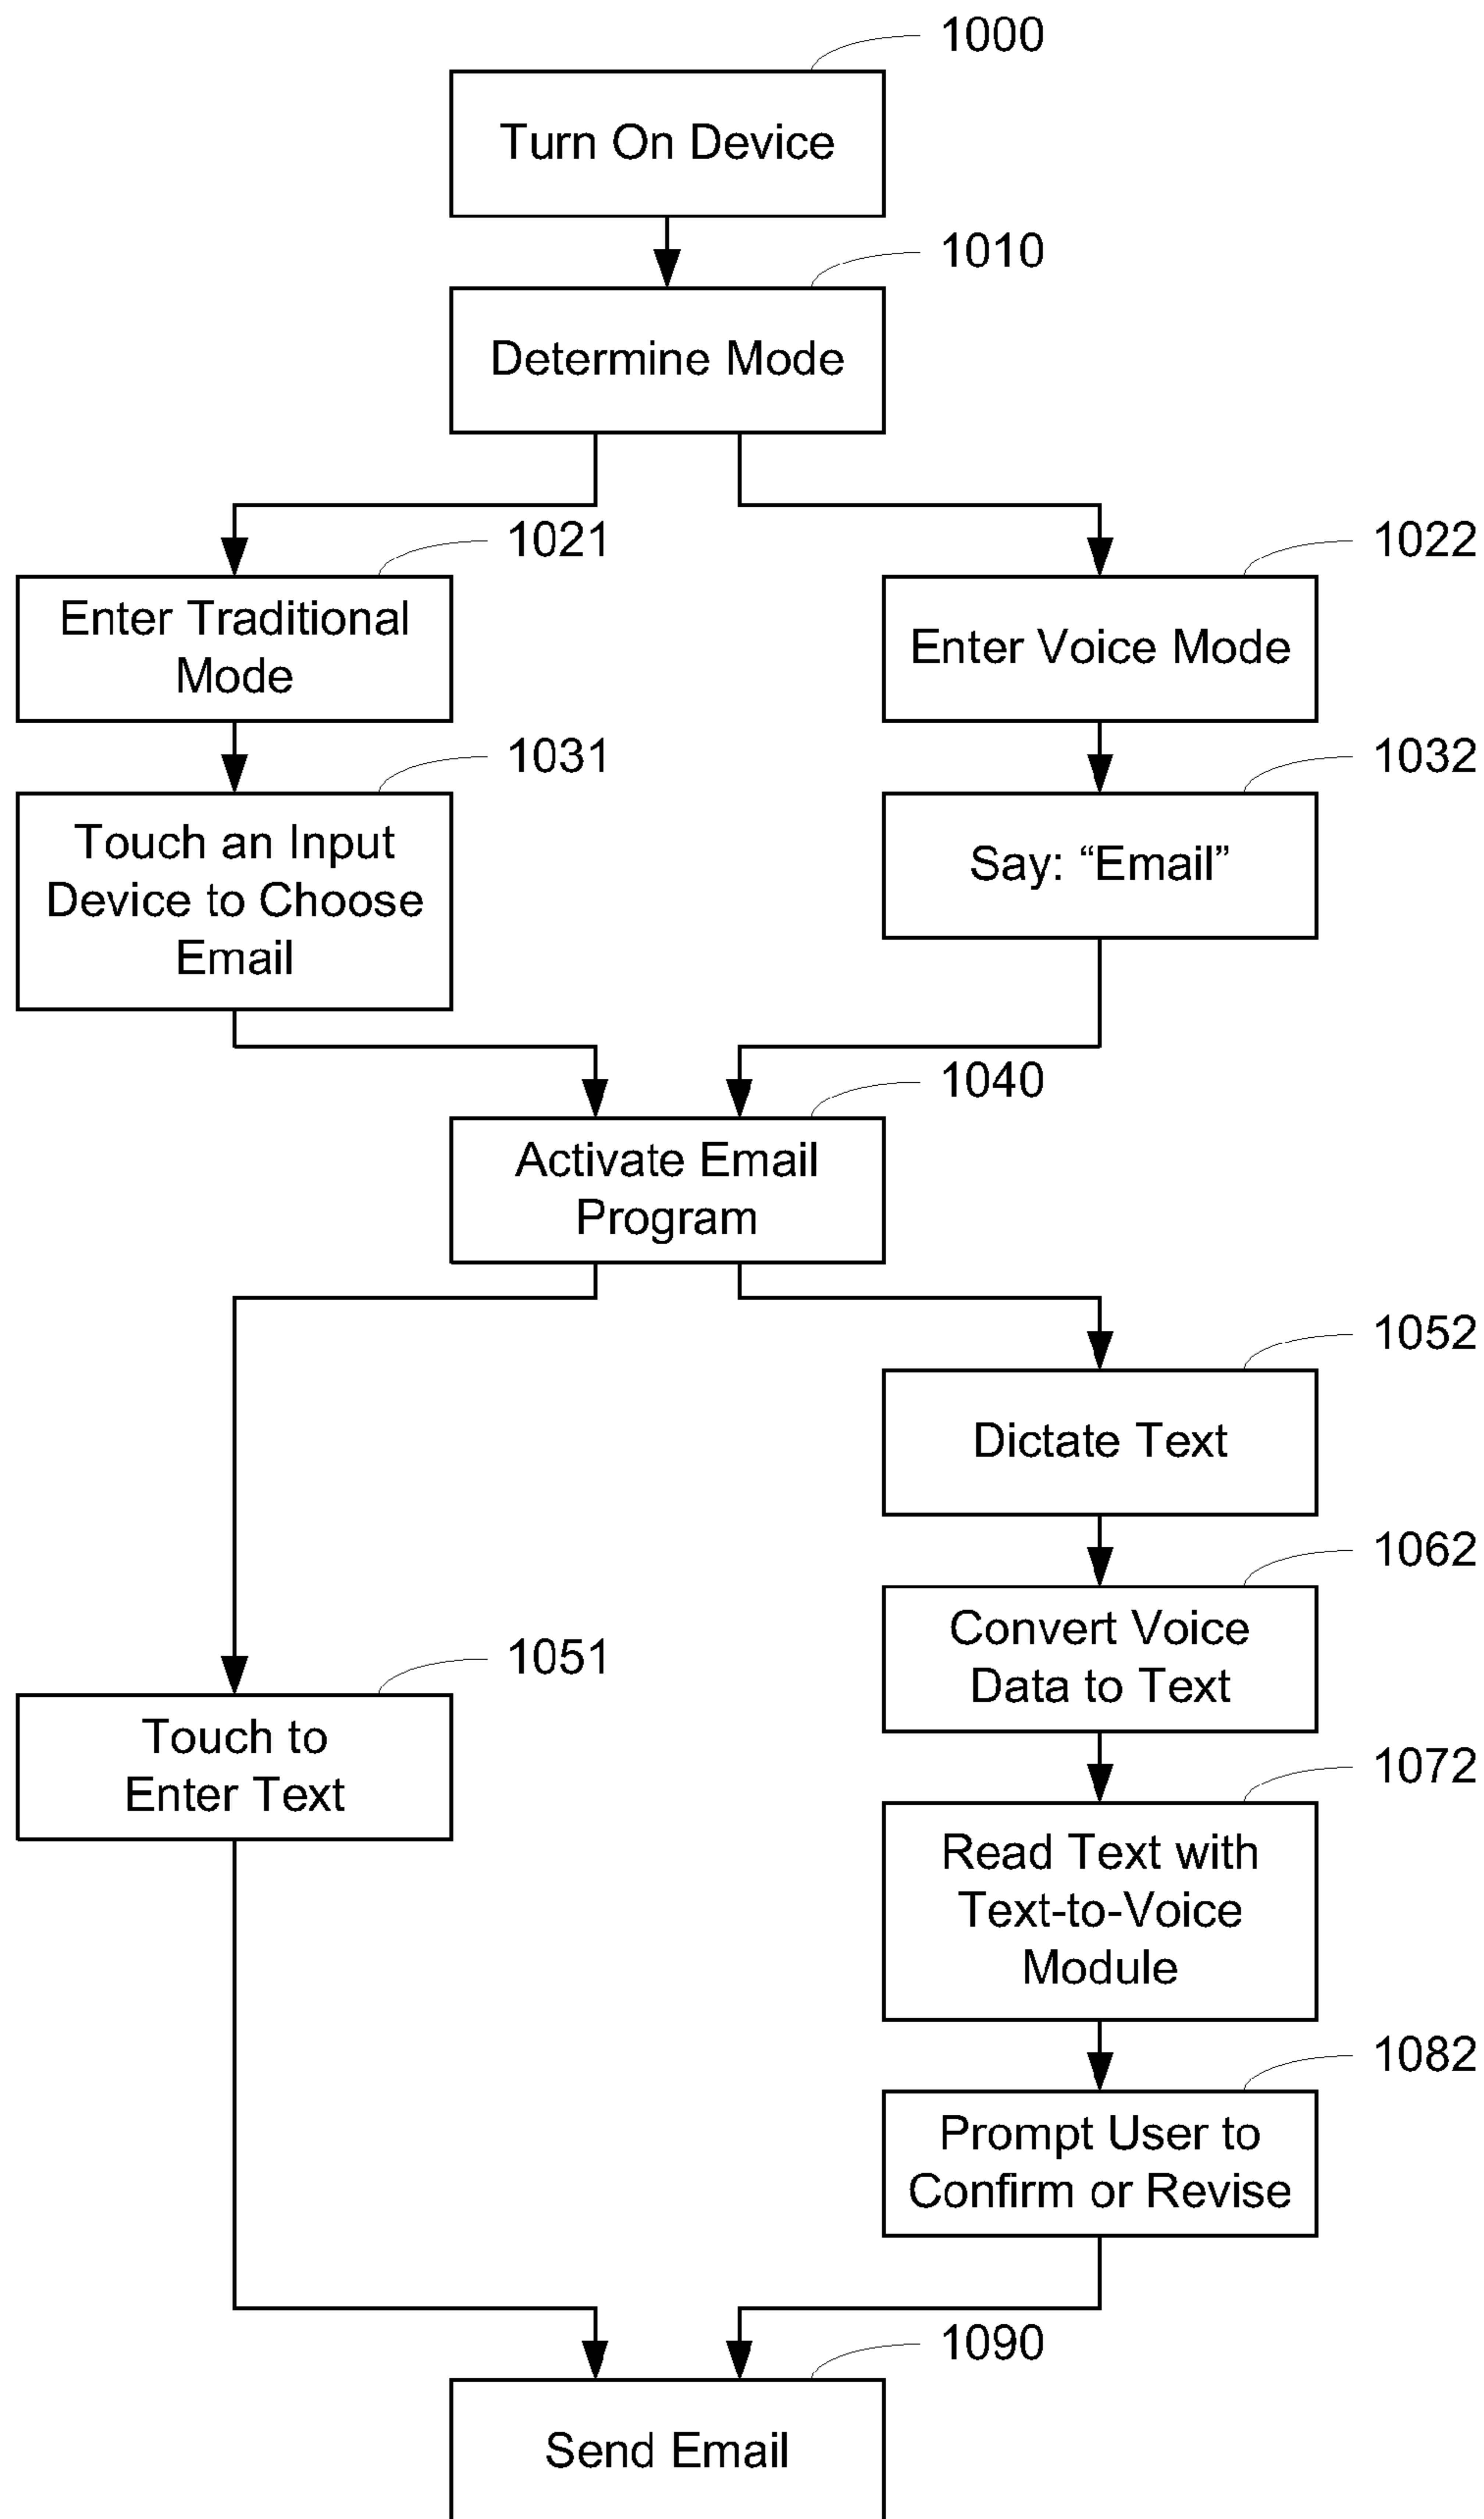 1000
Turn On Device
1010
Determine Mode
1021
Enter Traditional
Mode
1022
Enter Voice Mode
1031
Touch an Input
Device to Choose
Email
1032
Say: “Email”
1040
Activate Email
Program
1052
Dictate Text
1062
Convert Voice
Data to Text
1051
Touch to
Enter Text
1072
Read Text with
Text-to-Voice
Module
1082
Prompt User to
Confirm or Revise
1090
Send Email